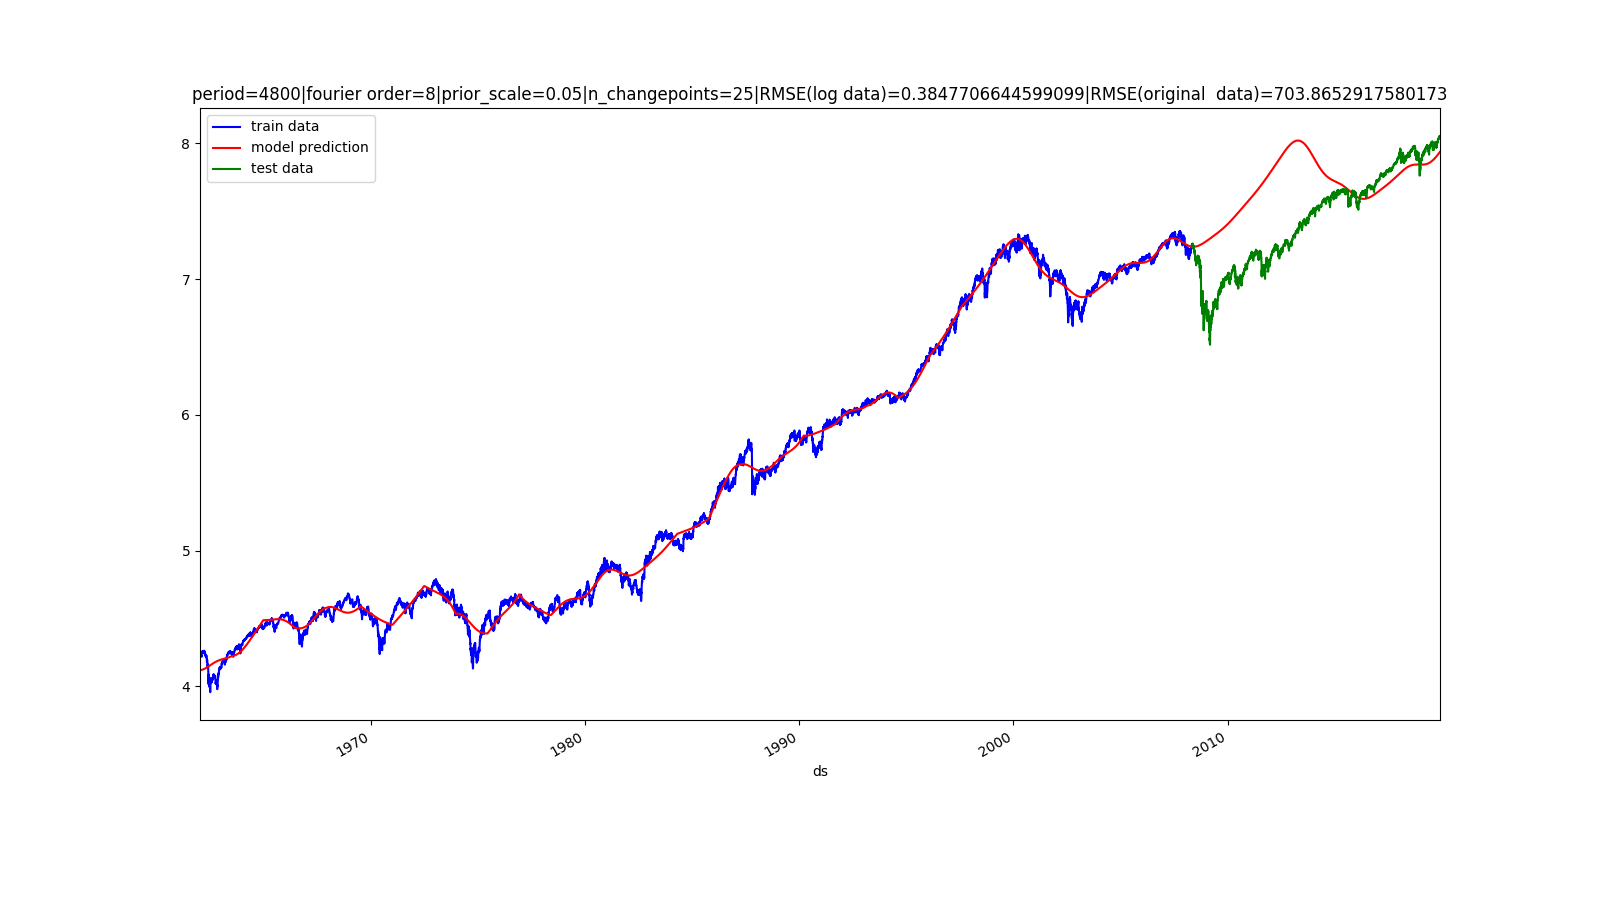 period=4800|fourier order=8|prior_scale=0.05|n_changepoints=25|RMSE(log data)=0.3847706644599099|RMSE(original  data)=703.8652917580173
train data
model prediction
test data
8
7
6
5
4
1970
1980
1990
2000
2010
ds